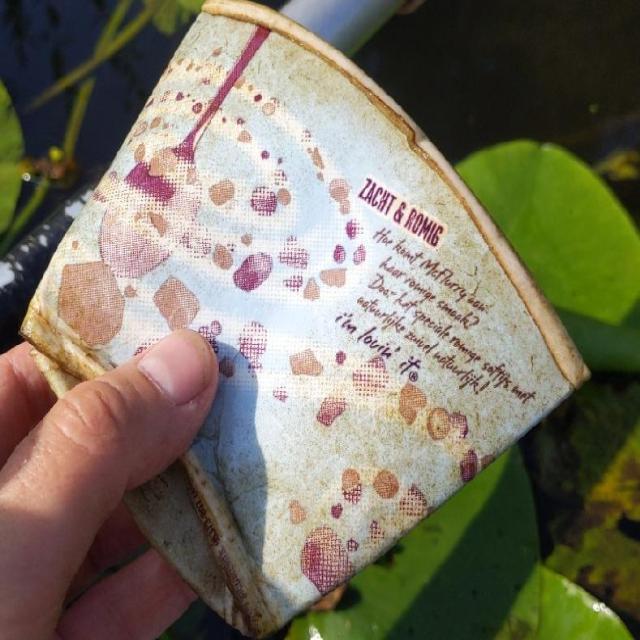 ZACHT & ROMIG
Hoe komt McFlurry aan
haar romige smaak?
Door het speciale romige softijs met
natuurlijke vanille natuurlijk!
i'm lovin' it®